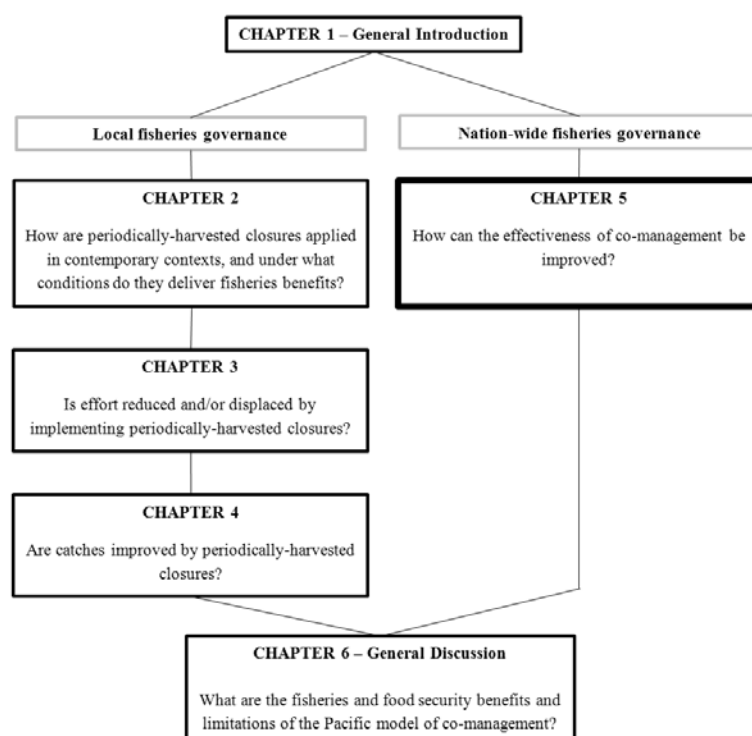 CHAPTER 1 – General Introduction
Local fisheries governance
Nation-wide fisheries governance
CHAPTER 2
How are periodically-harvested closures applied
in contemporary contexts, and under what
conditions do they deliver fisheries benefits?
CHAPTER 5
How can the effectiveness of co-management be
improved?
CHAPTER 3
Is effort reduced and/or displaced by
implementing periodically-harvested closures?
CHAPTER 4
Are catches improved by periodically-harvested
closures?
CHAPTER 6 – General Discussion
What are the fisheries and food security benefits and
limitations of the Pacific model of co-management?